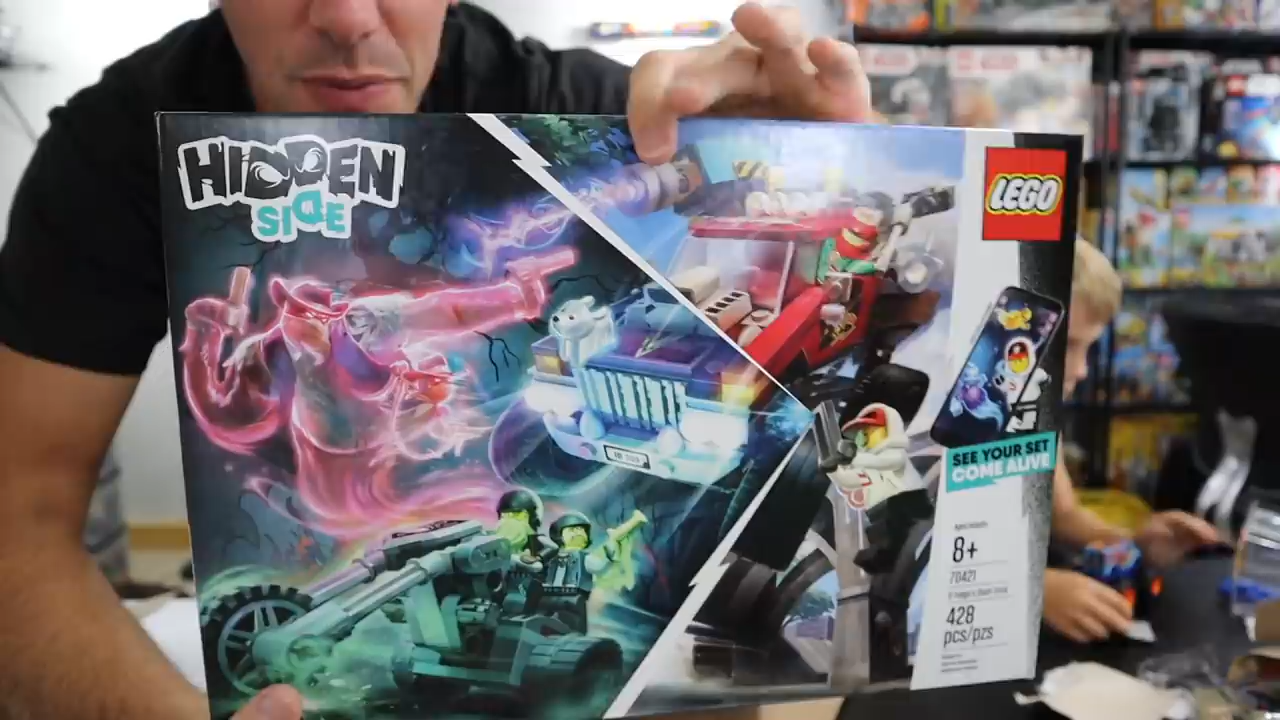 HIDDEN
SIDE
LEGO
SEE YOUR SET
COME ALIVE
8+
70421
428
pcs/pzs